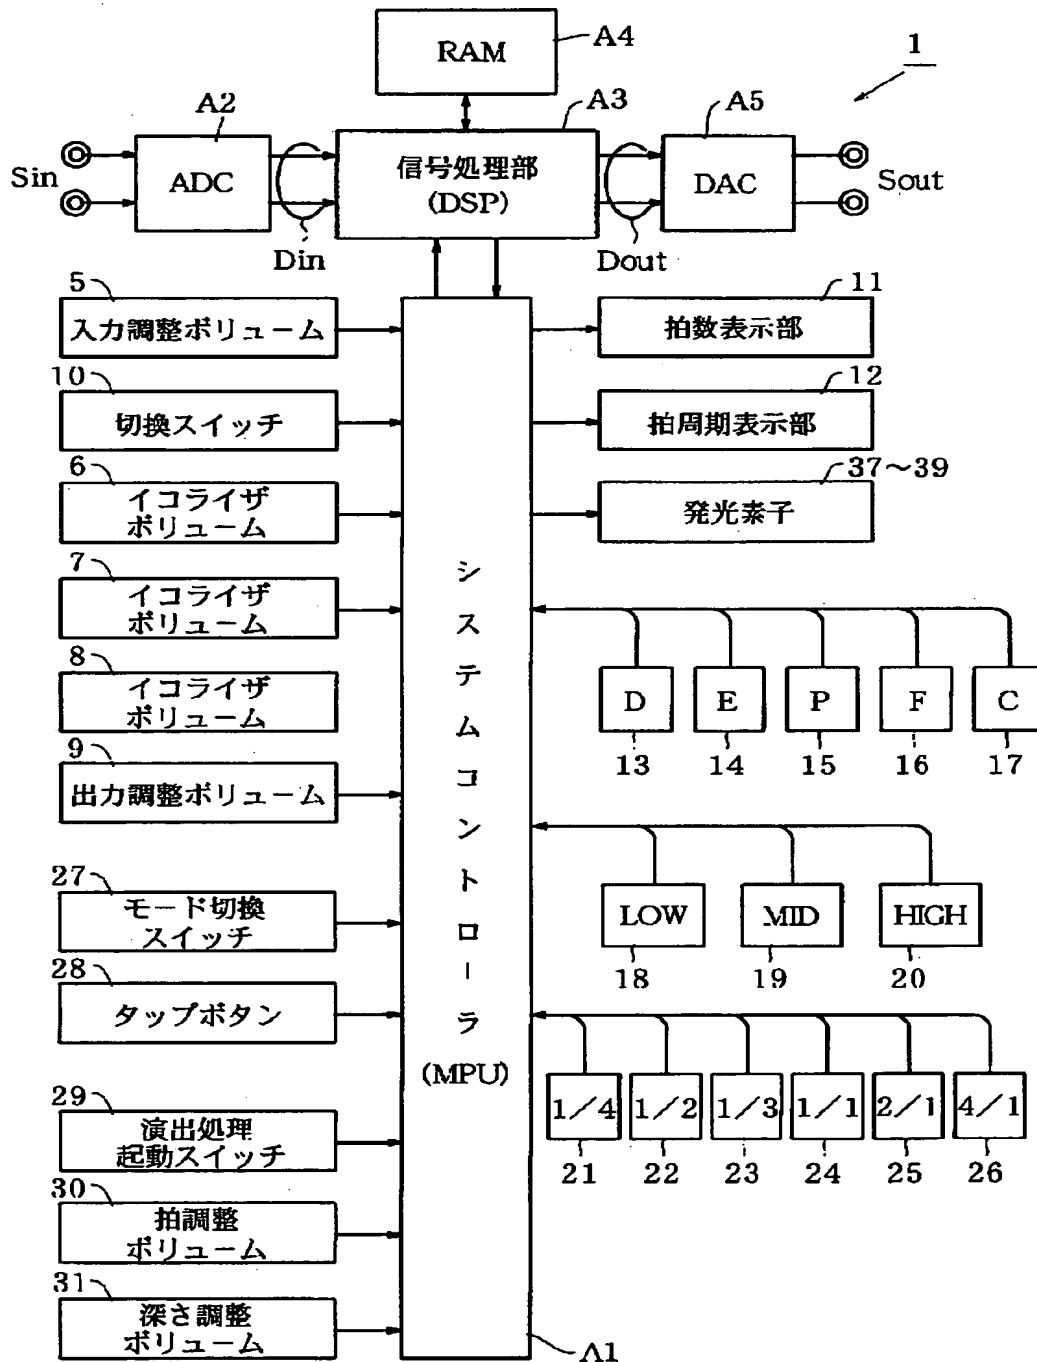 RAM
A4
1
A2
A3
A5
Sin
ADC
信号処理部
(DSP)
DAC
Sout
Din
Dout
5
入力調整ボリューム
11
拍数表示部
10
切換スイッチ
12
拍周期表示部
6
イコライザ
ボリューム
37～39
発光素子
7
イコライザ
ボリューム
8
イコライザ
ボリューム
9
出力調整ボリューム
システムコントローラ
(MPU)
D
E
P
F
C
13
14
15
16
17
27
モード切換
スイッチ
LOW
MID
HIGH
18
19
20
28
タップボタン
29
演出処理
起動スイッチ
1／4
1／2
1／3
1／1
2／1
4／1
21
22
23
24
25
26
30
拍調整
ボリューム
31
深さ調整
ボリューム
A1